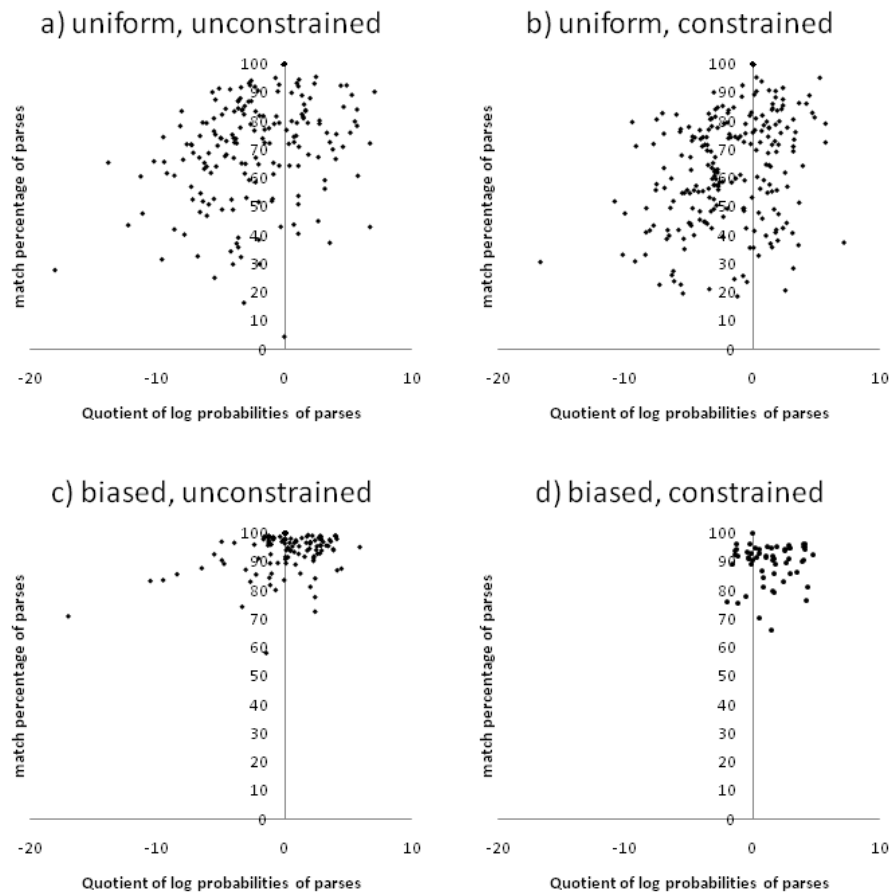 a) uniform, unconstrained
match percentage of parses
100
90
80
70
60
50
40
30
20
10
0
-20 -10 0 10
Quotient of log probabilities of parses
b) uniform, constrained
match percentage of parses
100
90
80
70
60
50
40
30
20
10
0
-20 -10 0 10
Quotient of log probabilities of parses
c) biased, unconstrained
match percentage of parses
100
90
80
70
60
50
40
30
20
10
0
-20 -10 0 10
Quotient of log probabilities of parses
d) biased, constrained
match percentage of parses
100
90
80
70
60
50
40
30
20
10
0
-20 -10 0 10
Quotient of log probabilities of parses